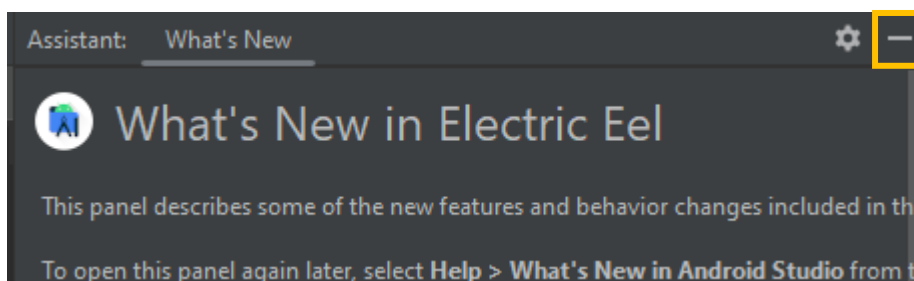 Assistant: What's New
What's New in Electric Eel
This panel describes some of the new features and behavior changes included in th
To open this panel again later, select Help > What's New in Android Studio from t